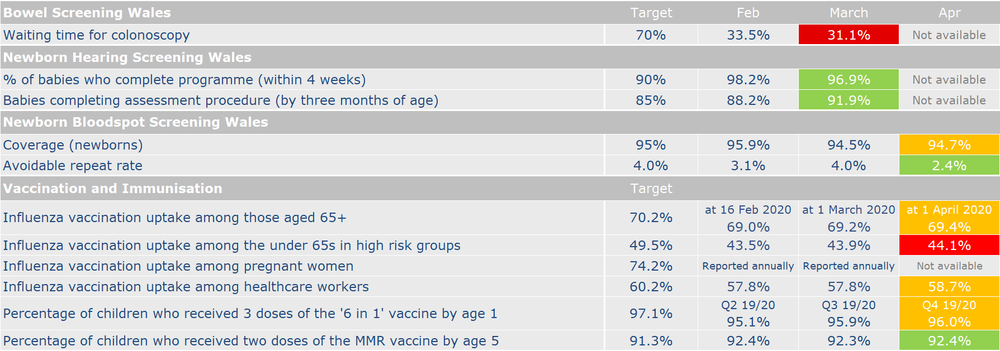 Bowel Screening Wales Target Feb March Apr
Waiting time for colonoscopy 70% 33.5% 31.1% Not available
Newborn Hearing Screening Wales
% of babies who complete programme (within 4 weeks) 90% 98.2% 96.9% Not available
Babies completing assessment procedure (by three months of age) 85% 88.2% 91.9% Not available
Newborn Bloodspot Screening Wales
Coverage (newborns) 95% 95.9% 94.5% 94.7%
Avoidable repeat rate 4.0% 3.1% 4.0% 2.4%
Vaccination and Immunisation Target
at 16 Feb 2020 at 1 March 2020 at 1 April 2020
Influenza vaccination uptake among those aged 65+ 70.2% 69.0% 69.2% 69.4%
Influenza vaccination uptake among the under 65s in high risk groups 49.5% 43.5% 43.9% 44.1%
Influenza vaccination uptake among pregnant women 74.2% Reported annually Reported annually Not available
Influenza vaccination uptake among healthcare workers 60.2% 57.8% 57.8% 58.7%
Q2 19/20 Q3 19/20 Q4 19/20
Percentage of children who received 3 doses of the '6 in 1' vaccine by age 1 97.1% 95.1% 95.9% 96.0%
Percentage of children who received two doses of the MMR vaccine by age 5 91.3% 92.4% 92.3% 92.4%